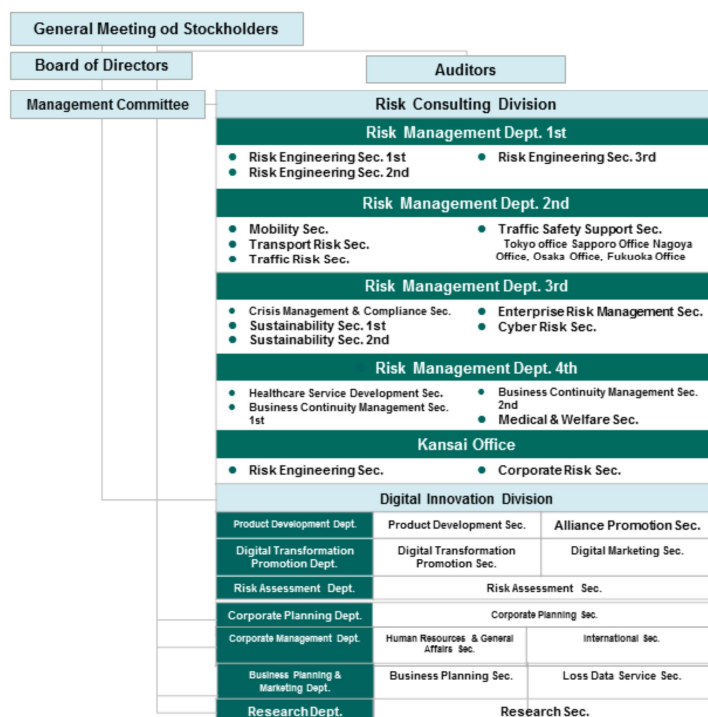 General Meeting od Stockholders
Board of Directors
Auditors
Management Committee
Risk Consulting Division
Risk Management Dept. 1st
Risk Engineering Sec. 1st
Risk Engineering Sec. 2nd
Risk Engineering Sec. 3rd
Risk Management Dept. 2nd
Mobility Sec.
Transport Risk Sec.
Traffic Risk Sec.
Traffic Safety Support Sec.
Tokyo office Sapporo Office Nagoya
Office, Osaka Office, Fukuoka Office
Risk Management Dept. 3rd
Crisis Management & Compliance Sec.
Sustainability Sec. 1st
Sustainability Sec. 2nd
Enterprise Risk Management Sec.
Cyber Risk Sec.
Risk Management Dept. 4th
Healthcare Service Development Sec.
Business Continuity Management Sec.
1st
Business Continuity Management Sec.
2nd
Medical & Welfare Sec.
Kansai Office
Risk Engineering Sec.
Corporate Risk Sec.
Digital Innovation Division
Product Development Dept.
Product Development Sec.
Alliance Promotion Sec.
Digital Transformation
Promotion Dept.
Digital Transformation
Promotion Sec.
Digital Marketing Sec.
Risk Assessment Dept.
Risk Assessment Sec.
Corporate Planning Dept.
Corporate Planning Sec.
Corporate Management Dept.
Human Resources & General
Affairs Sec.
International Sec.
Business Planning &
Marketing Dept.
Business Planning Sec.
Loss Data Service Sec.
Research Dept.
Research Sec.